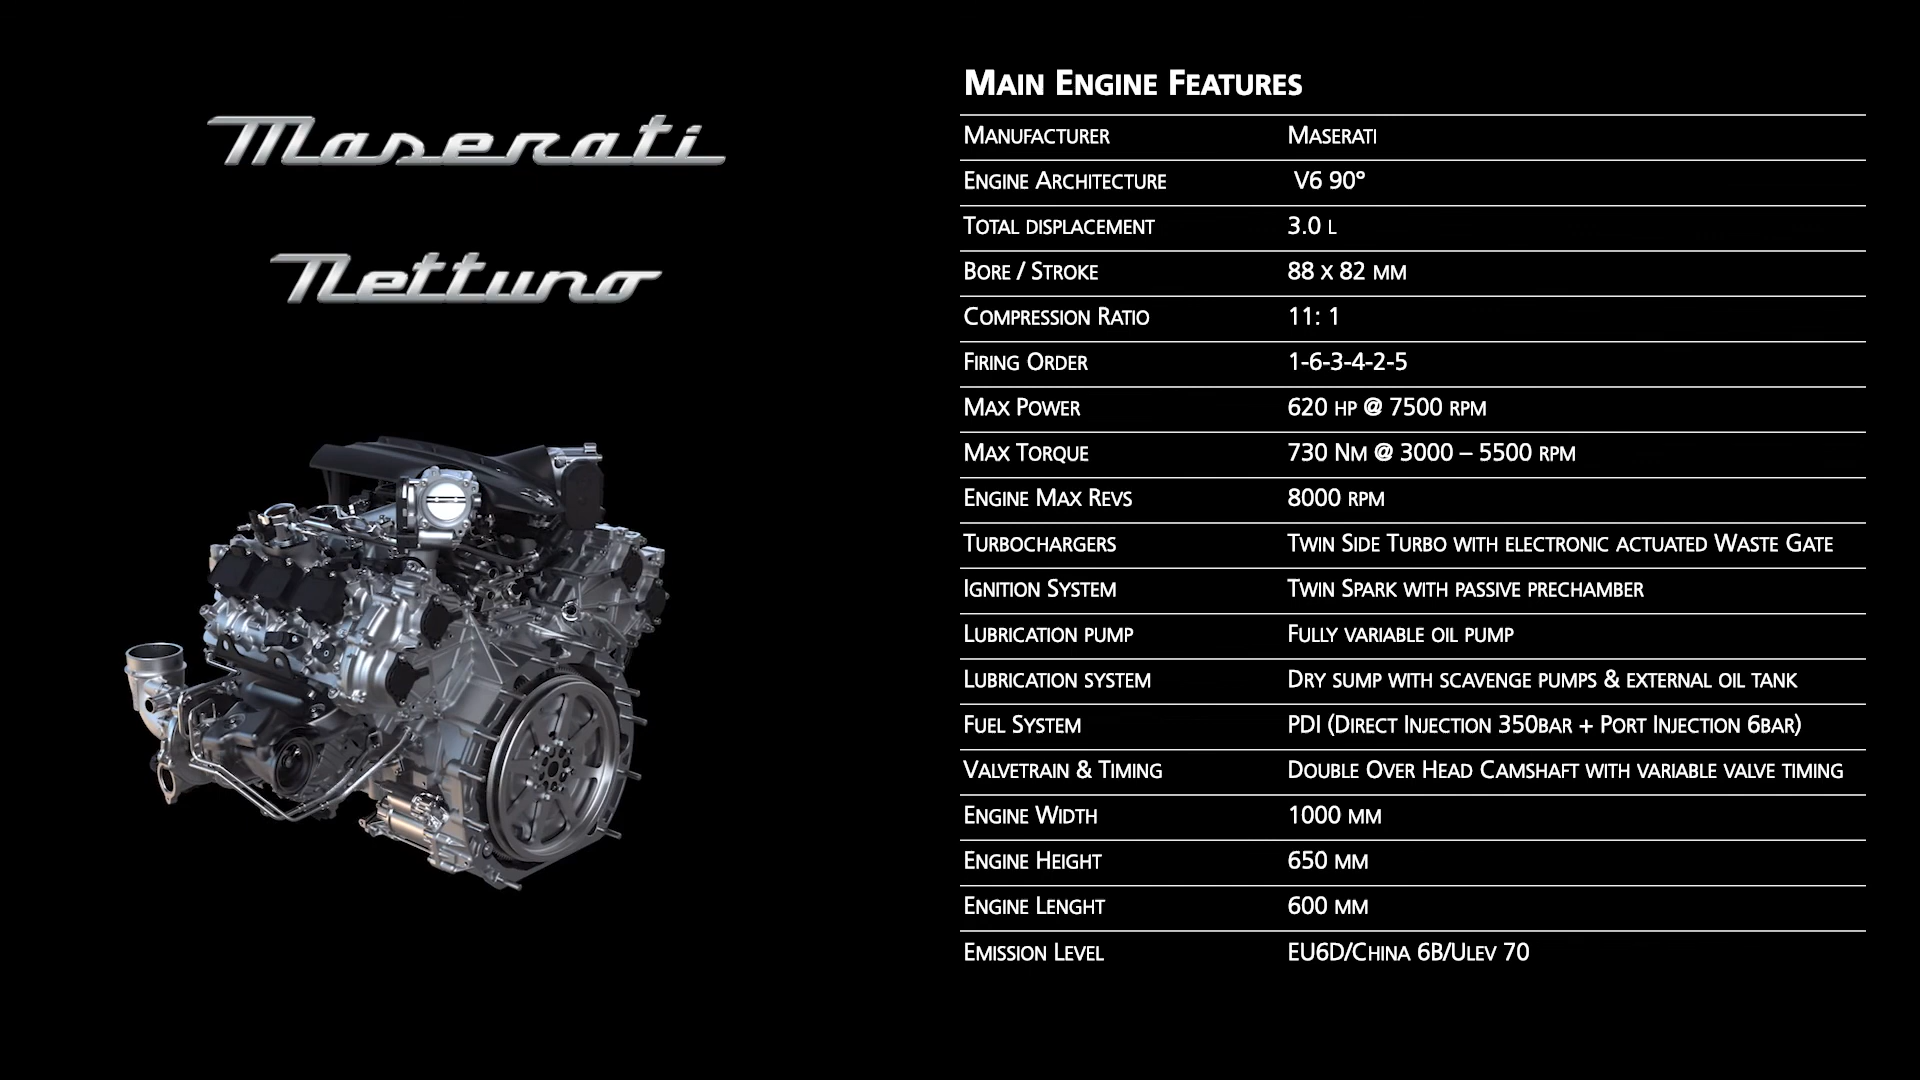 Maserati
Nettuno
Main Engine Features
Manufacturer Maserati
Engine Architecture V6 90°
Total displacement 3.0 l
Bore / Stroke 88 x 82 mm
Compression Ratio 11: 1
Firing Order 1-6-3-4-2-5
Max Power 620 hp @ 7500 rpm
Max Torque 730 Nm @ 3000 – 5500 rpm
Engine Max Revs 8000 rpm
Turbochargers Twin Side Turbo with electronic actuated Waste Gate
Ignition System Twin Spark with passive prechamber
Lubrication pump Fully variable oil pump
Lubrication system Dry sump with scavenge pumps & external oil tank
Fuel System PDI (Direct Injection 350bar + Port Injection 6bar)
Valvetrain & Timing Double Over Head Camshaft with variable valve timing
Engine Width 1000 mm
Engine Height 650 mm
Engine Lenght 600 mm
Emission Level EU6D/China 6B/Ulev 70